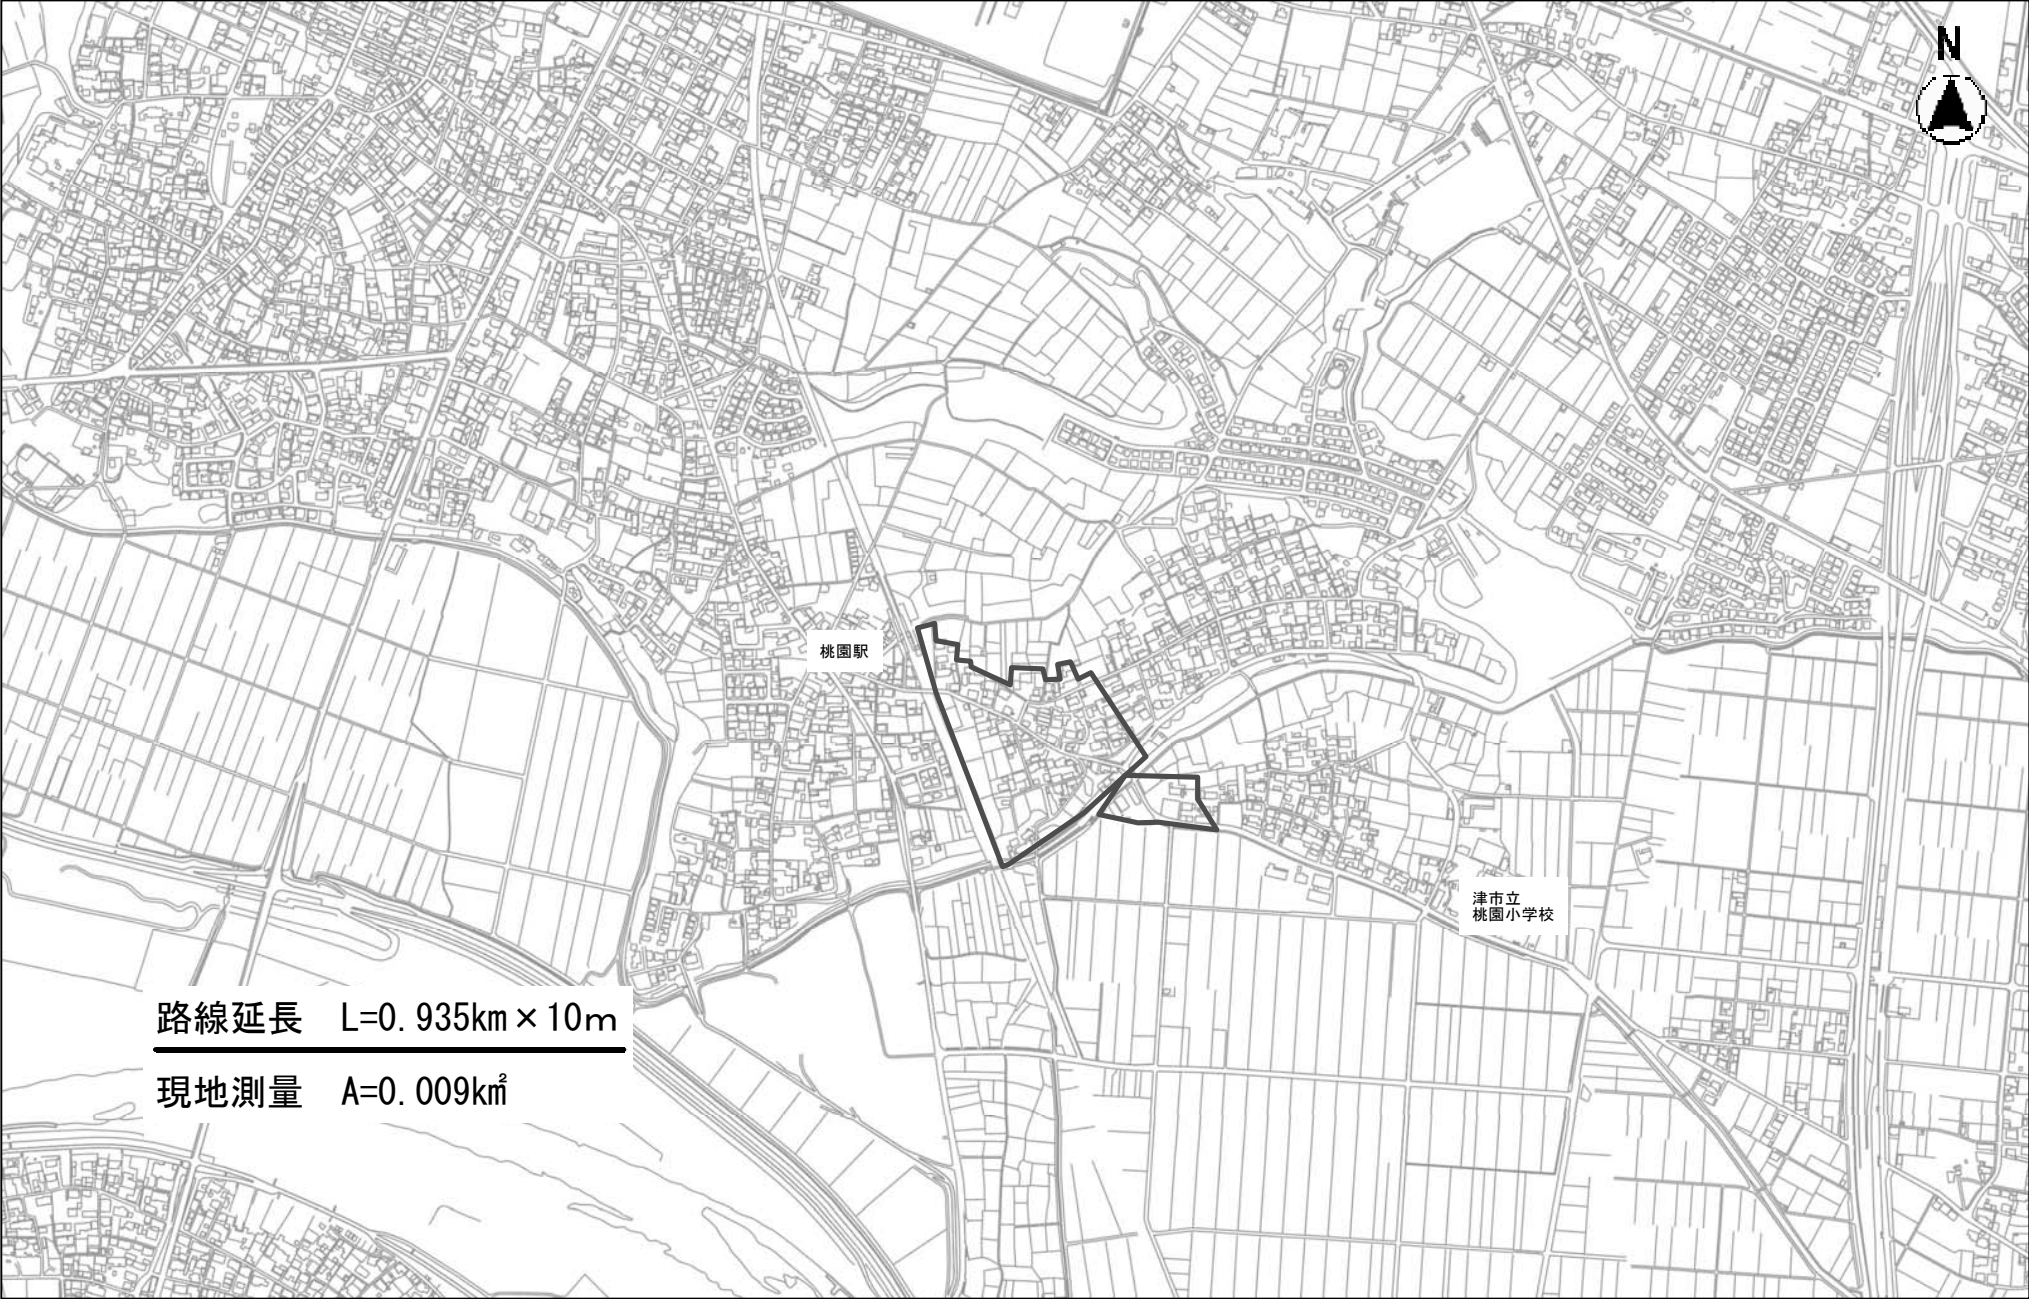 N
桃園駅
津市立
桃園小学校
路線延長 L=0.935km×10m
現地測量 A=0.009k㎡